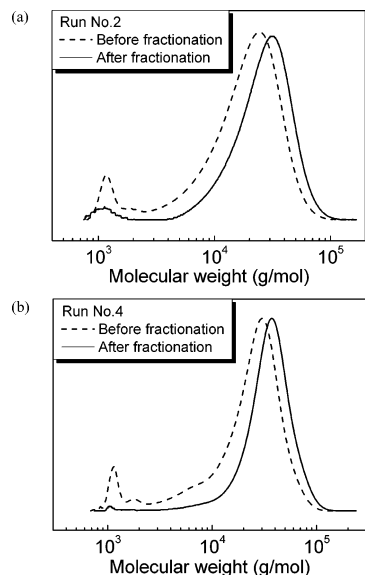 (a)
Run No.2
Before fractionation
After fractionation
10³
10⁴
10⁵
Molecular weight (g/mol)
(b)
Run No.4
Before fractionation
After fractionation
10³
10⁴
10⁵
Molecular weight (g/mol)